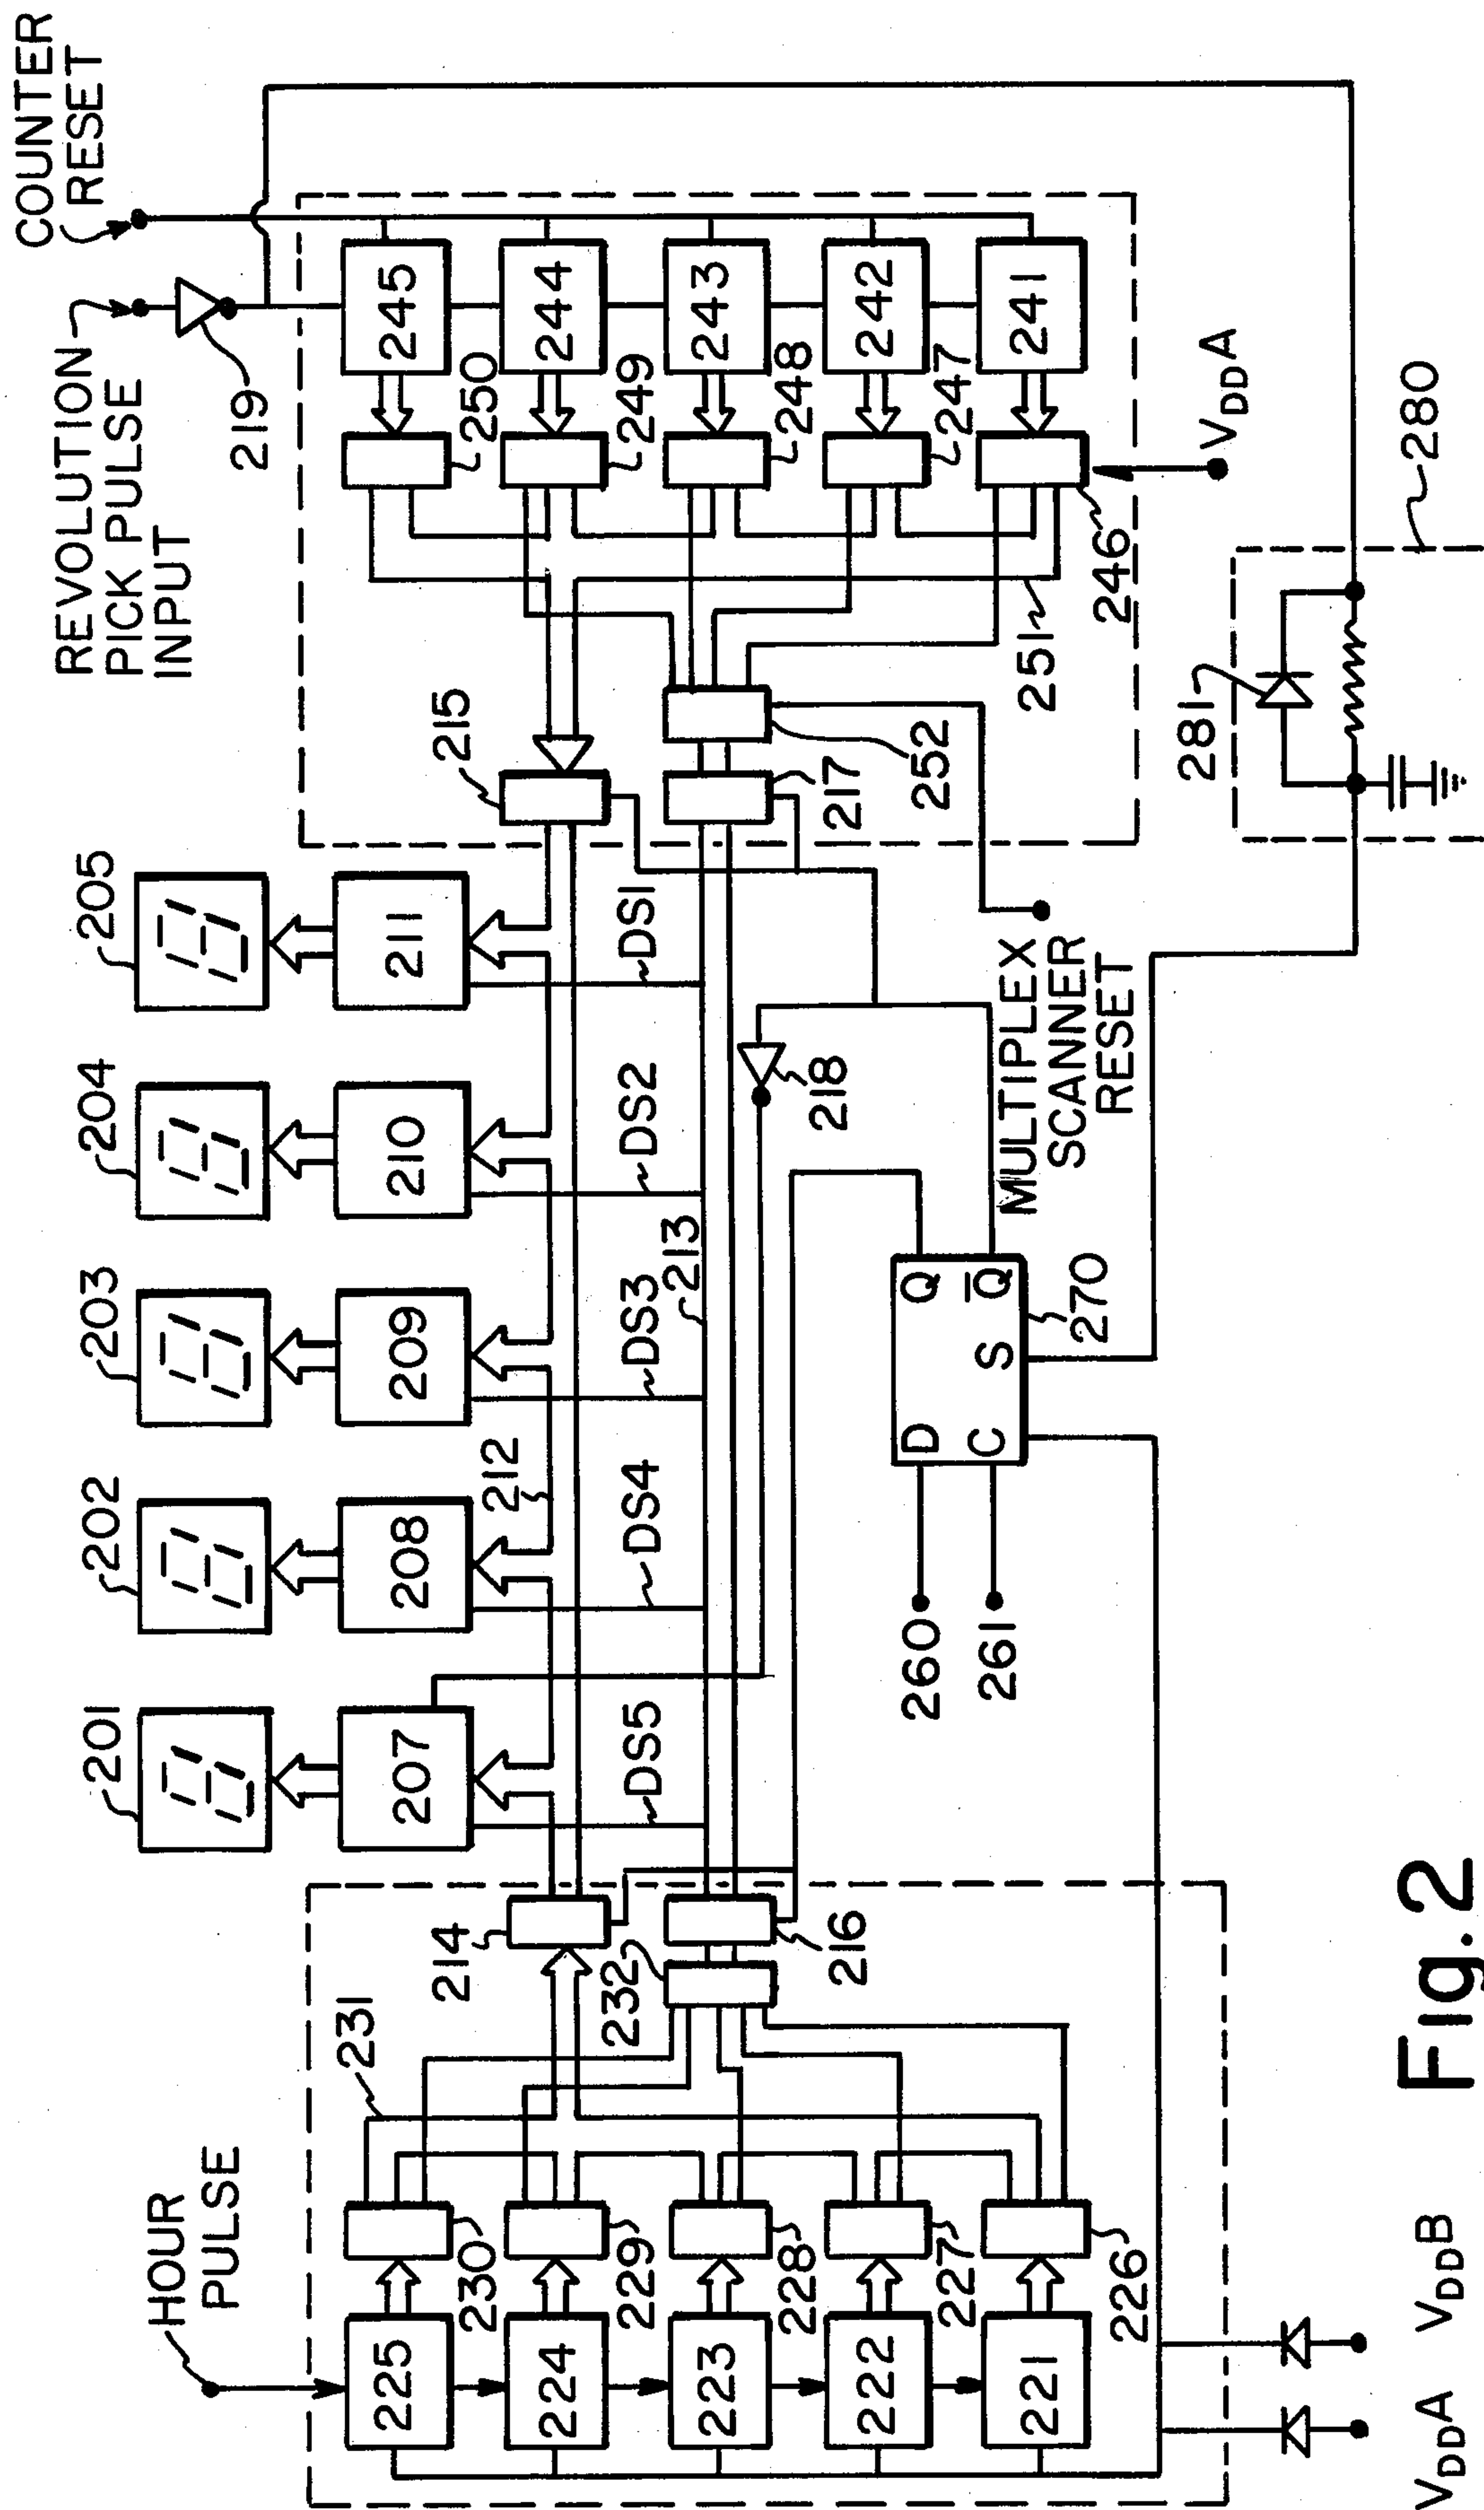 HOUR
PULSE
225
224
223
222
221
230
229
228
227
226
231
232
214
216
201
202
203
204
205
207
208
209
210
211
212
213
DS5
DS4
DS3
DS2
DS1
218
260
261
D
C
S
Q
Q̅
270
MULTIPLEX
SCANNER
RESET
215
217
252
251
REVOLUTION
PICK PULSE
INPUT
219
COUNTER
RESET
245
244
243
242
241
250
249
248
247
246
VDDA
281
280
VDDA
VDDB
Fig. 2